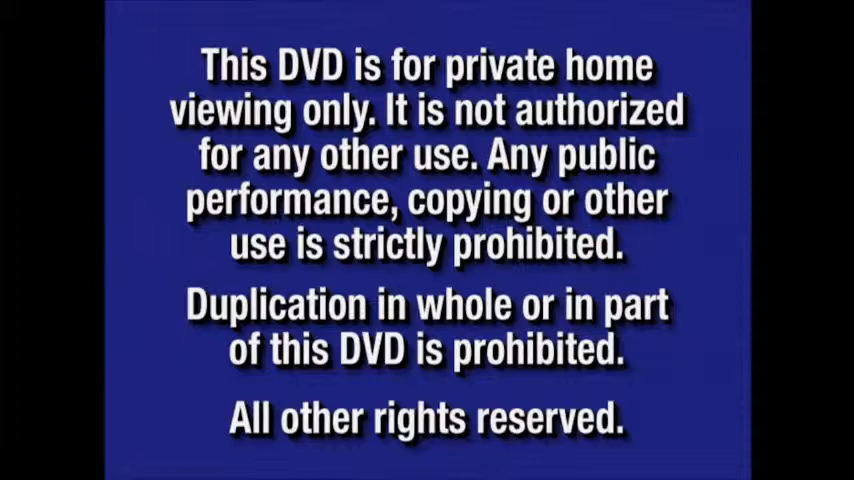 This DVD is for private home
viewing only. It is not authorized
for any other use. Any public
performance, copying or other
use is strictly prohibited.
Duplication in whole or in part
of this DVD is prohibited.
All other rights reserved.